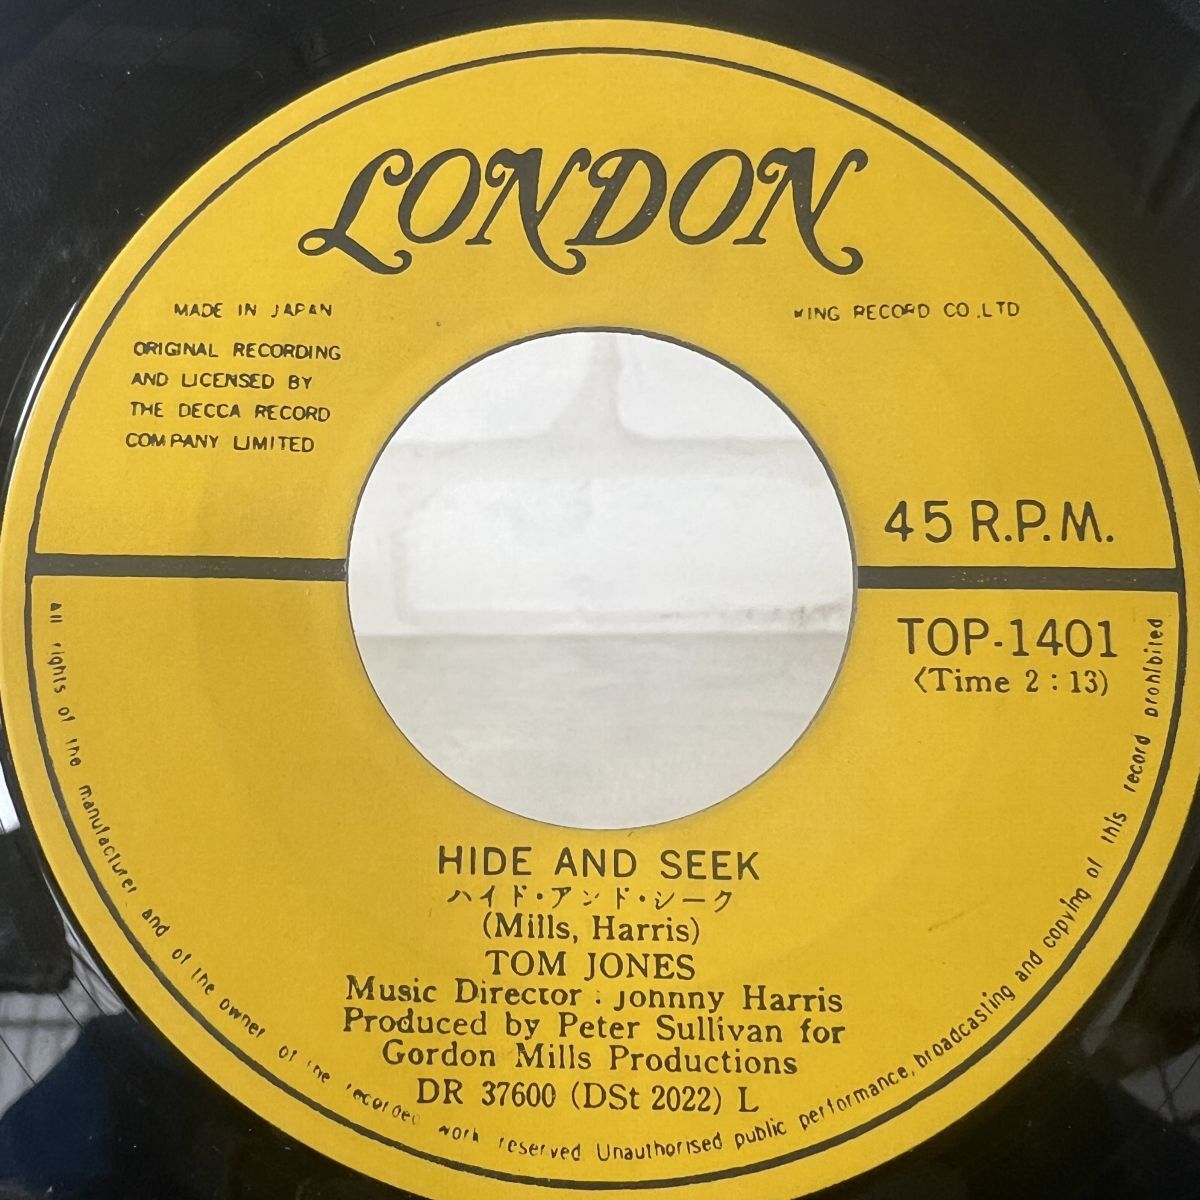 LONDON
MADE IN JAPAN
KING RECORD CO.,LTD
ORIGINAL RECORDING
AND LICENSED BY
THE DECCA RECORD
COMPANY LIMITED
45 R.P.M.
TOP-1401
(Time 2 : 13)
HIDE AND SEEK
ハイド・アンド・シーク
(Mills, Harris)
TOM JONES
Music Director : Johnny Harris
Produced by Peter Sullivan for
Gordon Mills Productions
DR 37600 (DSt 2022) L
All rights of the manufacturer and of the owner of the recorded work reserved Unauthorised public performance, broadcasting and copying of this record prohibited